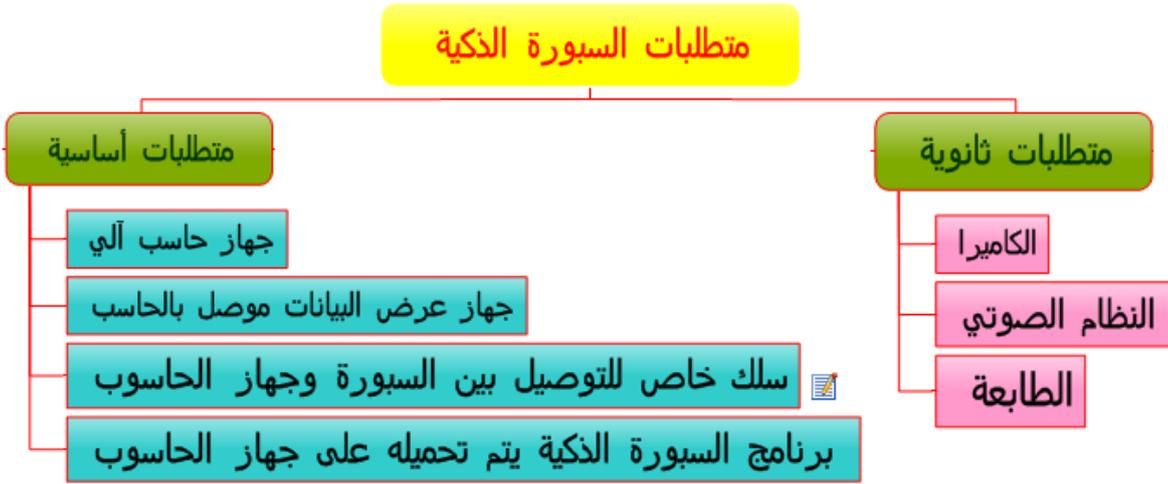 متطلبات السبورة الذكية
متطلبات ثانوية
الكاميرا
النظام الصوتي
الطابعة
متطلبات أساسية
جهاز حاسب آلي
جهاز عرض البيانات موصل بالحاسب
سلك خاص للتوصيل بين السبورة وجهاز الحاسوب
برنامج السبورة الذكية يتم تحميله على جهاز الحاسوب